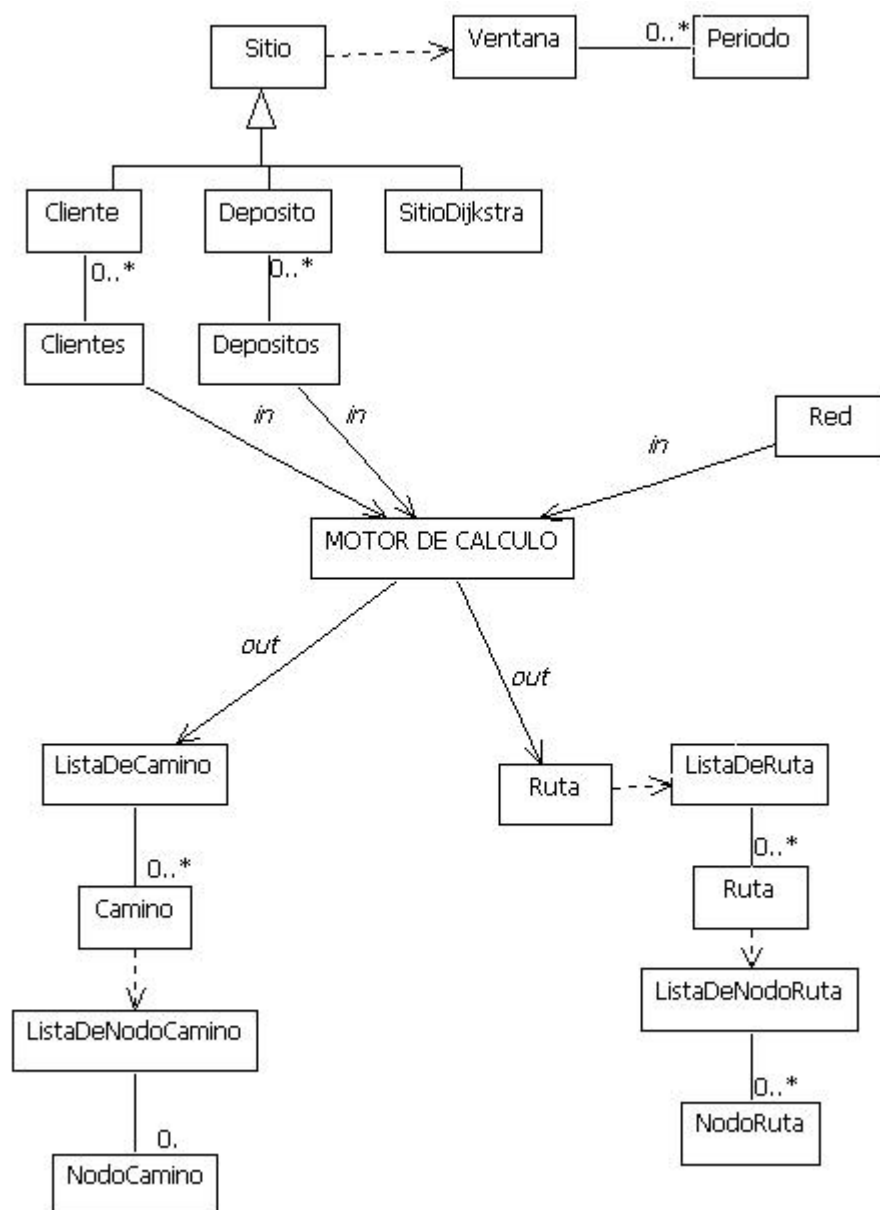 Sitio
Ventana
0..*
Periodo
Cliente
Deposito
SitioDijkstra
0..*
0..*
Clientes
Depositos
in
in
in
Red
MOTOR DE CALCULO
out
out
ListaDeCamino
Ruta
ListaDeRuta
0..*
0..*
Camino
Ruta
ListaDeNodoCamino
ListaDeNodoRuta
0.
0..*
NodoCamino
NodoRuta